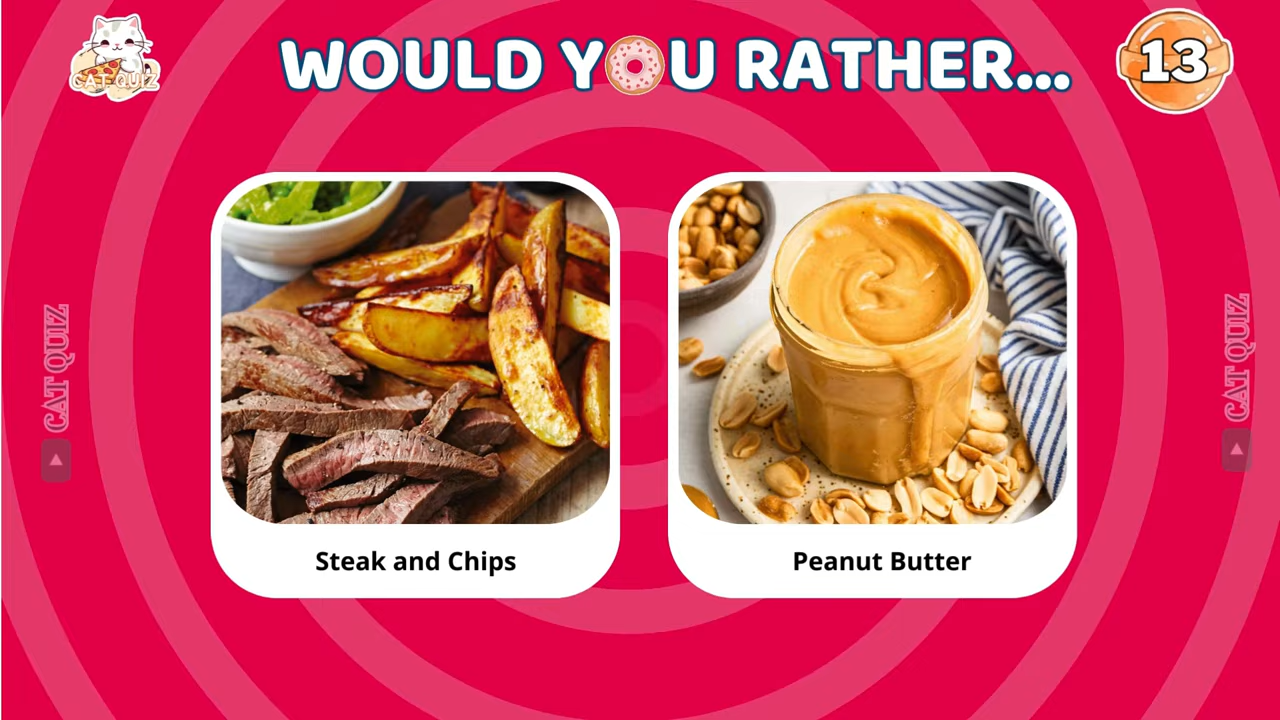 CAT QUIZ
WOULD YOU RATHER...
13
CAT QUIZ
CAT QUIZ
Steak and Chips
Peanut Butter